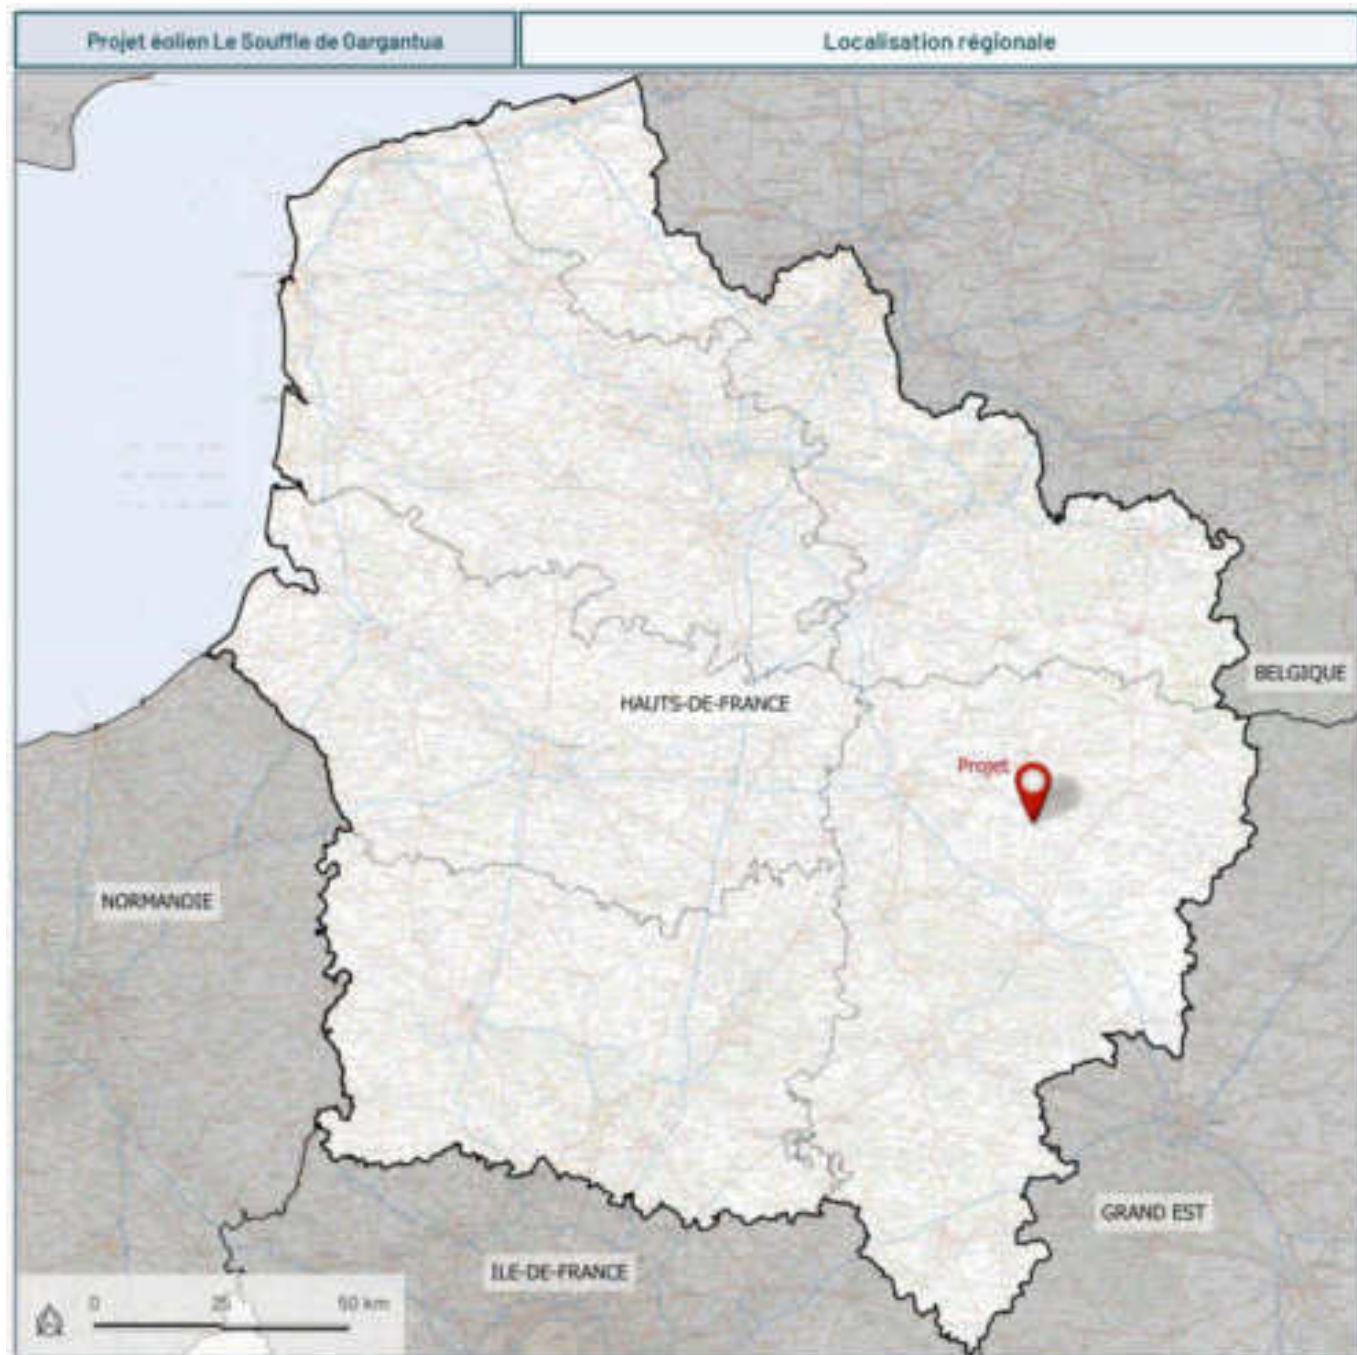 Projet éolien Le Souffle de Gargantua
Localisation régionale
BELGIQUE
HAUTS-DE-FRANCE
Projet
NORMANDIE
GRAND EST
ILE-DE-FRANCE
0 25 50 km